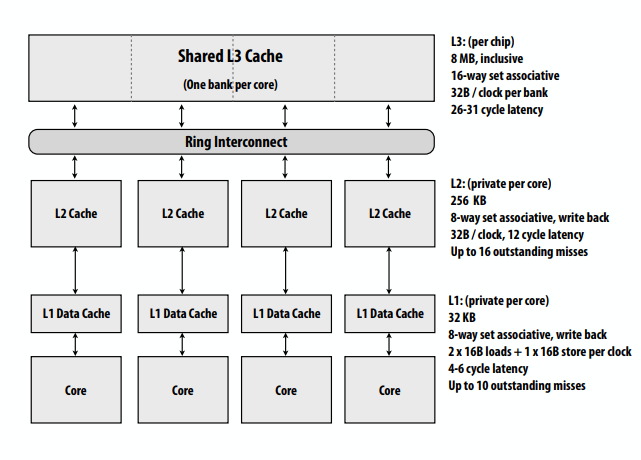 Shared L3 Cache
(One bank per core)
L3: (per chip)
8 MB, inclusive
16-way set associative
32B / clock per bank
26-31 cycle latency
Ring Interconnect
L2 Cache
L2 Cache
L2 Cache
L2 Cache
L2: (private per core)
256 KB
8-way set associative, write back
32B / clock, 12 cycle latency
Up to 16 outstanding misses
L1 Data Cache
L1 Data Cache
L1 Data Cache
L1 Data Cache
L1: (private per core)
32 KB
8-way set associative, write back
2 x 16B loads + 1 x 16B store per clock
4-6 cycle latency
Up to 10 outstanding misses
Core
Core
Core
Core